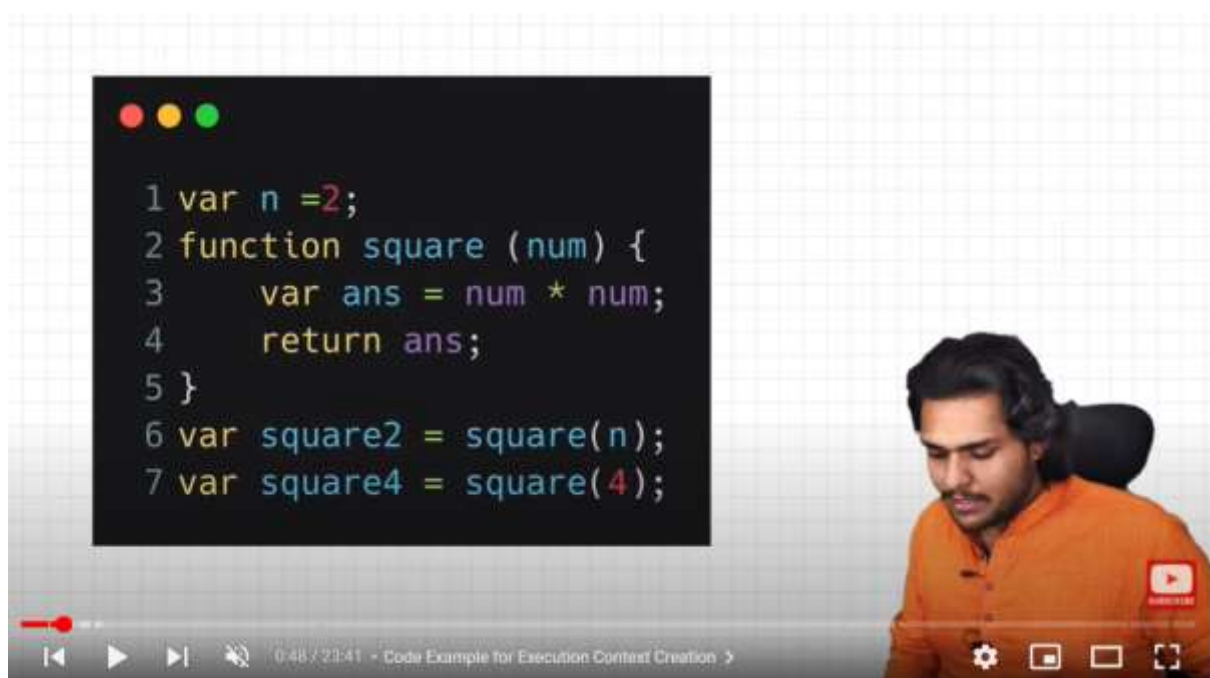 1 var n =2;
2 function square (num) {
3     var ans = num * num;
4     return ans;
5 }
6 var square2 = square(n);
7 var square4 = square(4);
SUBSCRIBE
0:48 / 23:41 • Code Example for Execution Context Creation >